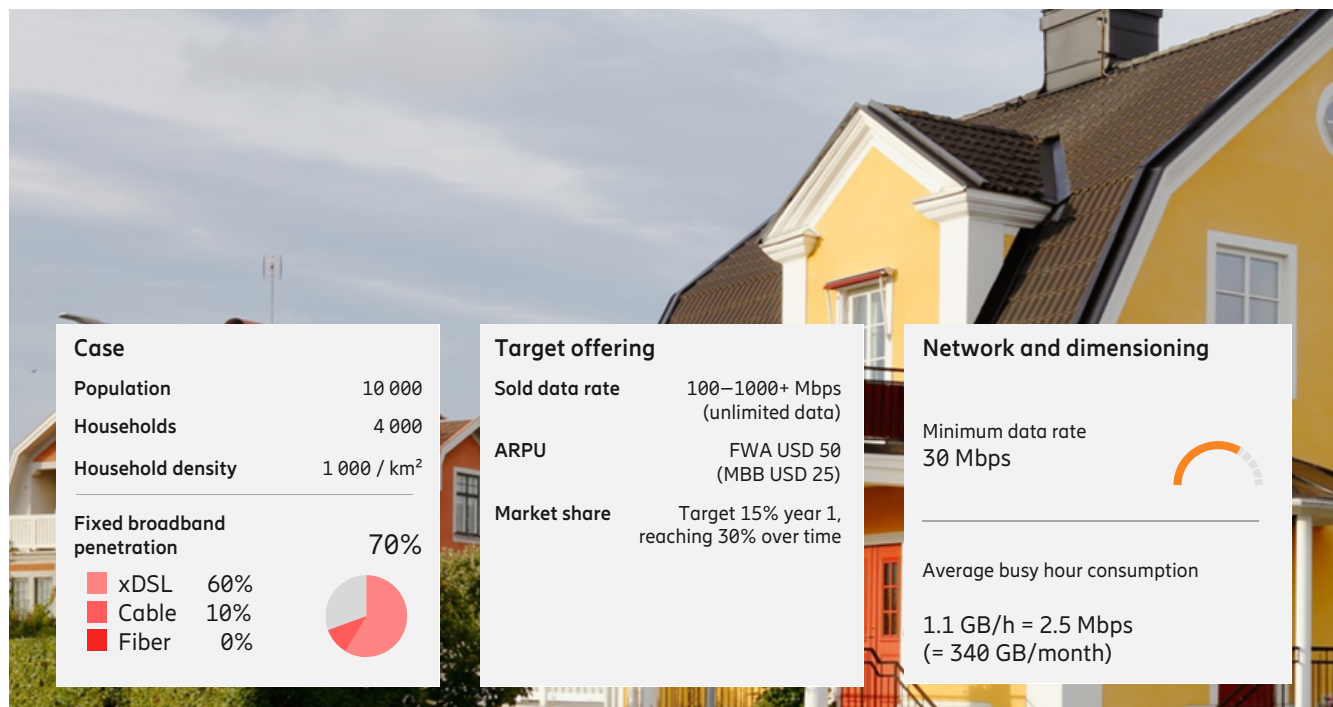 Case
Population 10 000
Households 4 000
Household density 1 000 / km²
Fixed broadband
penetration 70%
xDSL 60%
Cable 10%
Fiber 0%
Target offering
Sold data rate 100–1000+ Mbps
(unlimited data)
ARPU FWA USD 50
(MBB USD 25)
Market share Target 15% year 1,
reaching 30% over time
Network and dimensioning
Minimum data rate
30 Mbps
Average busy hour consumption
1.1 GB/h = 2.5 Mbps
(= 340 GB/month)